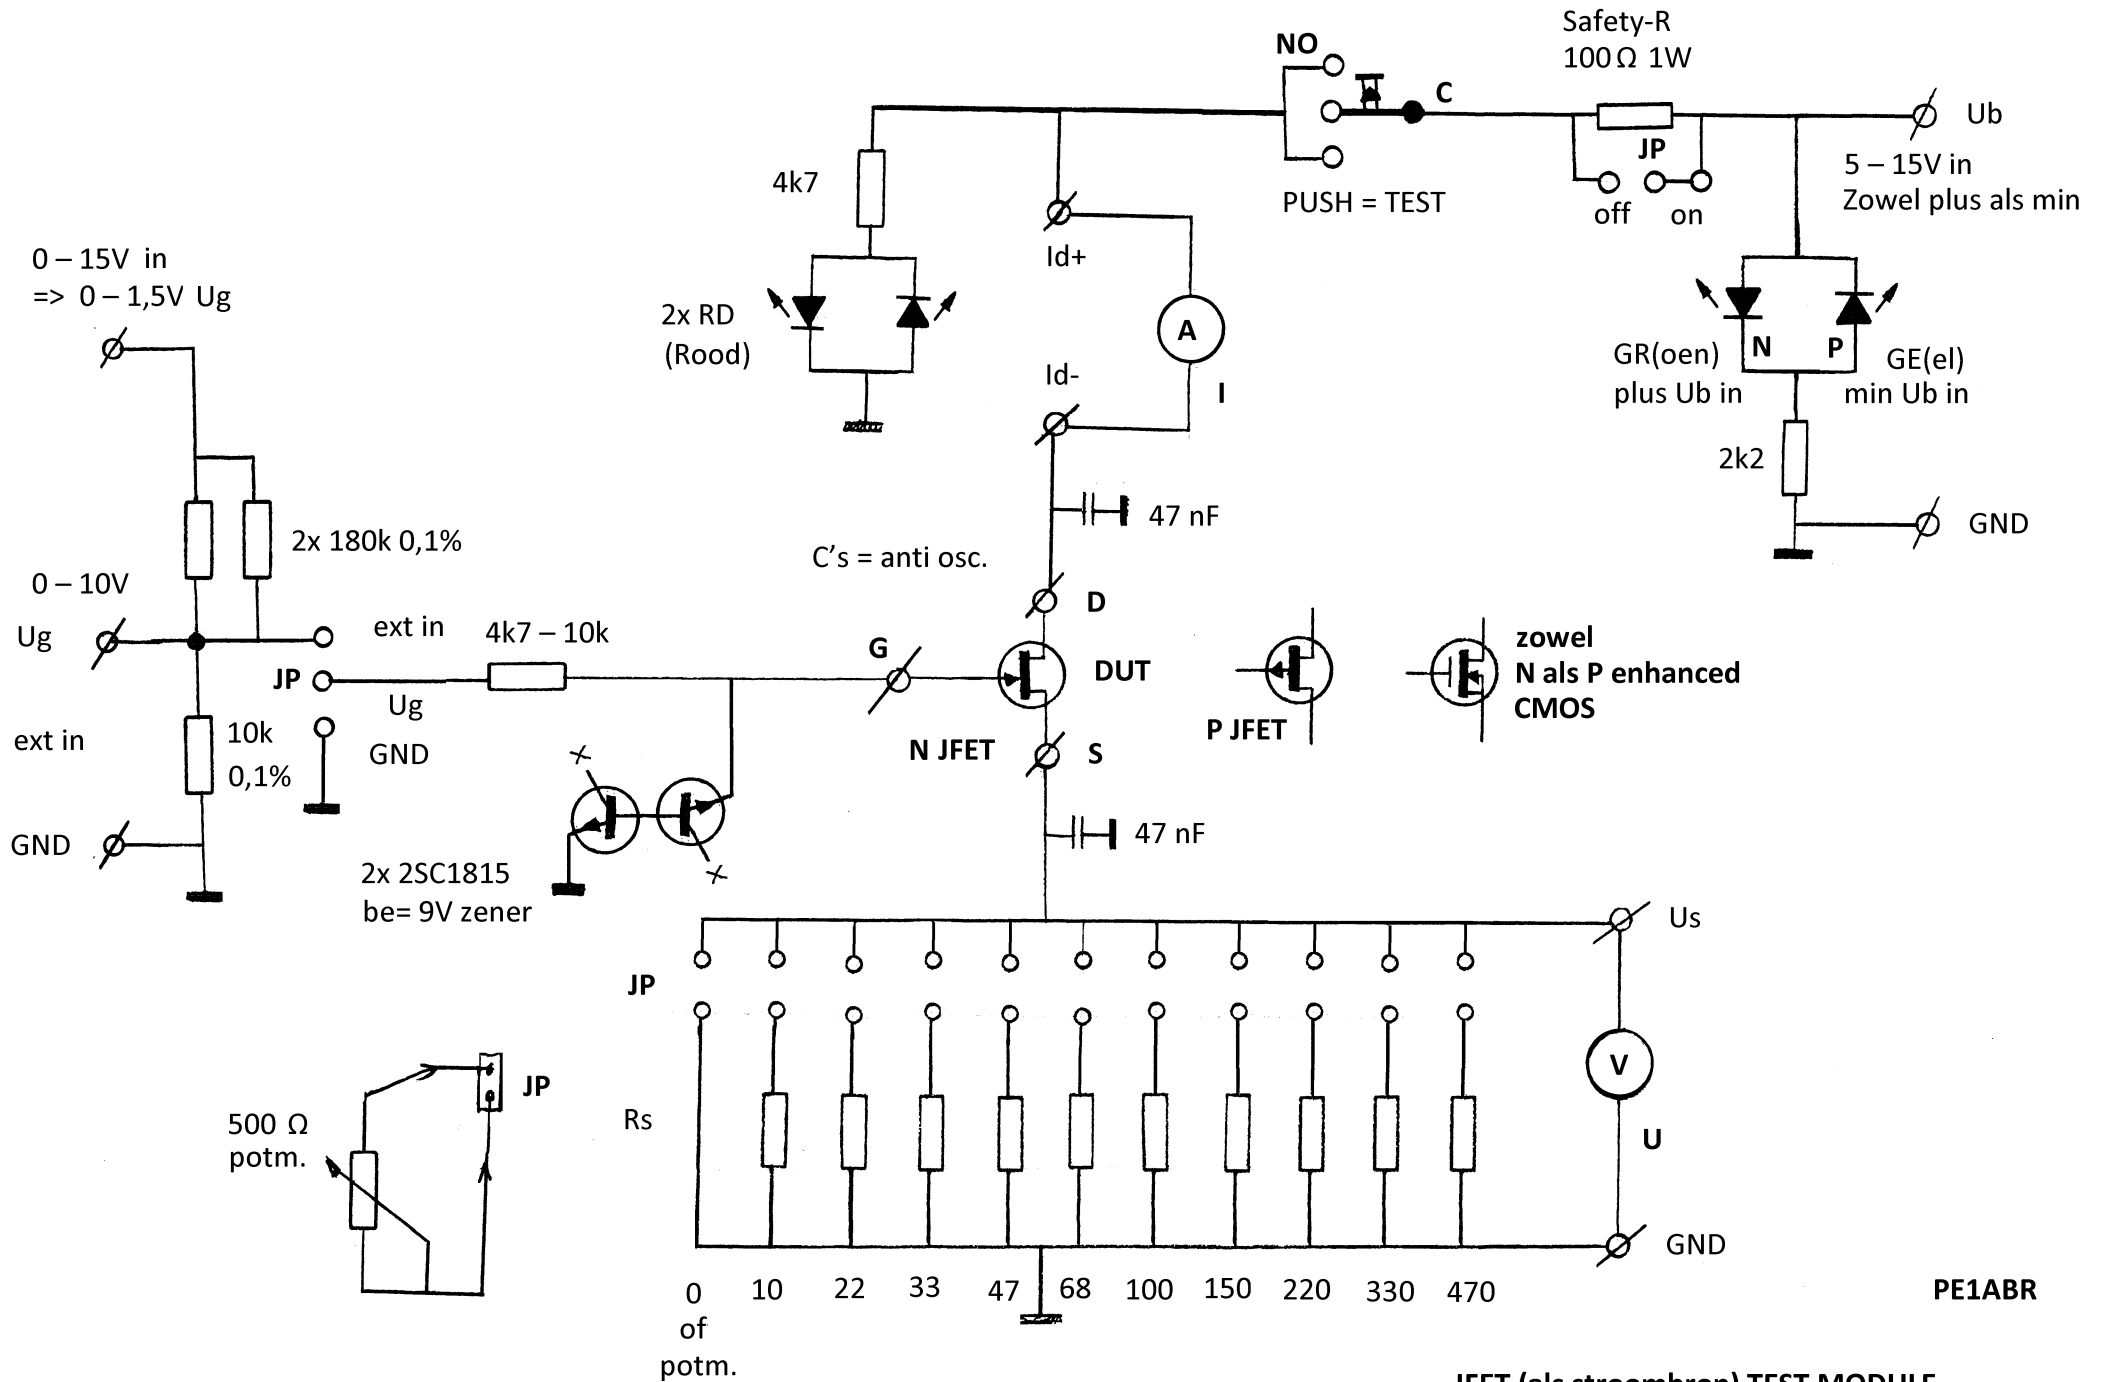 Safety-R
100 Ω 1W
NO
C
Ub
JP
5 – 15V in
Zowel plus als min
off
on
PUSH = TEST
4k7
Id+
0 – 15V in
=> 0 – 1,5V Ug
2x RD
(Rood)
A
I
Id-
N
P
GR(oen)
plus Ub in
GE(el)
min Ub in
2k2
GND
47 nF
C's = anti osc.
2x 180k 0,1%
0 – 10V
Ug
ext in
4k7 – 10k
D
G
DUT
zowel
N als P enhanced
CMOS
JP
Ug
GND
P JFET
N JFET
S
ext in
10k
0,1%
GND
47 nF
2x 2SC1815
be= 9V zener
Us
JP
V
U
JP
Rs
500 Ω
potm.
GND
0
of
potm.
10
22
33
47
68
100
150
220
330
470
PE1ABR
JFET (als stroombron) TEST MODULE